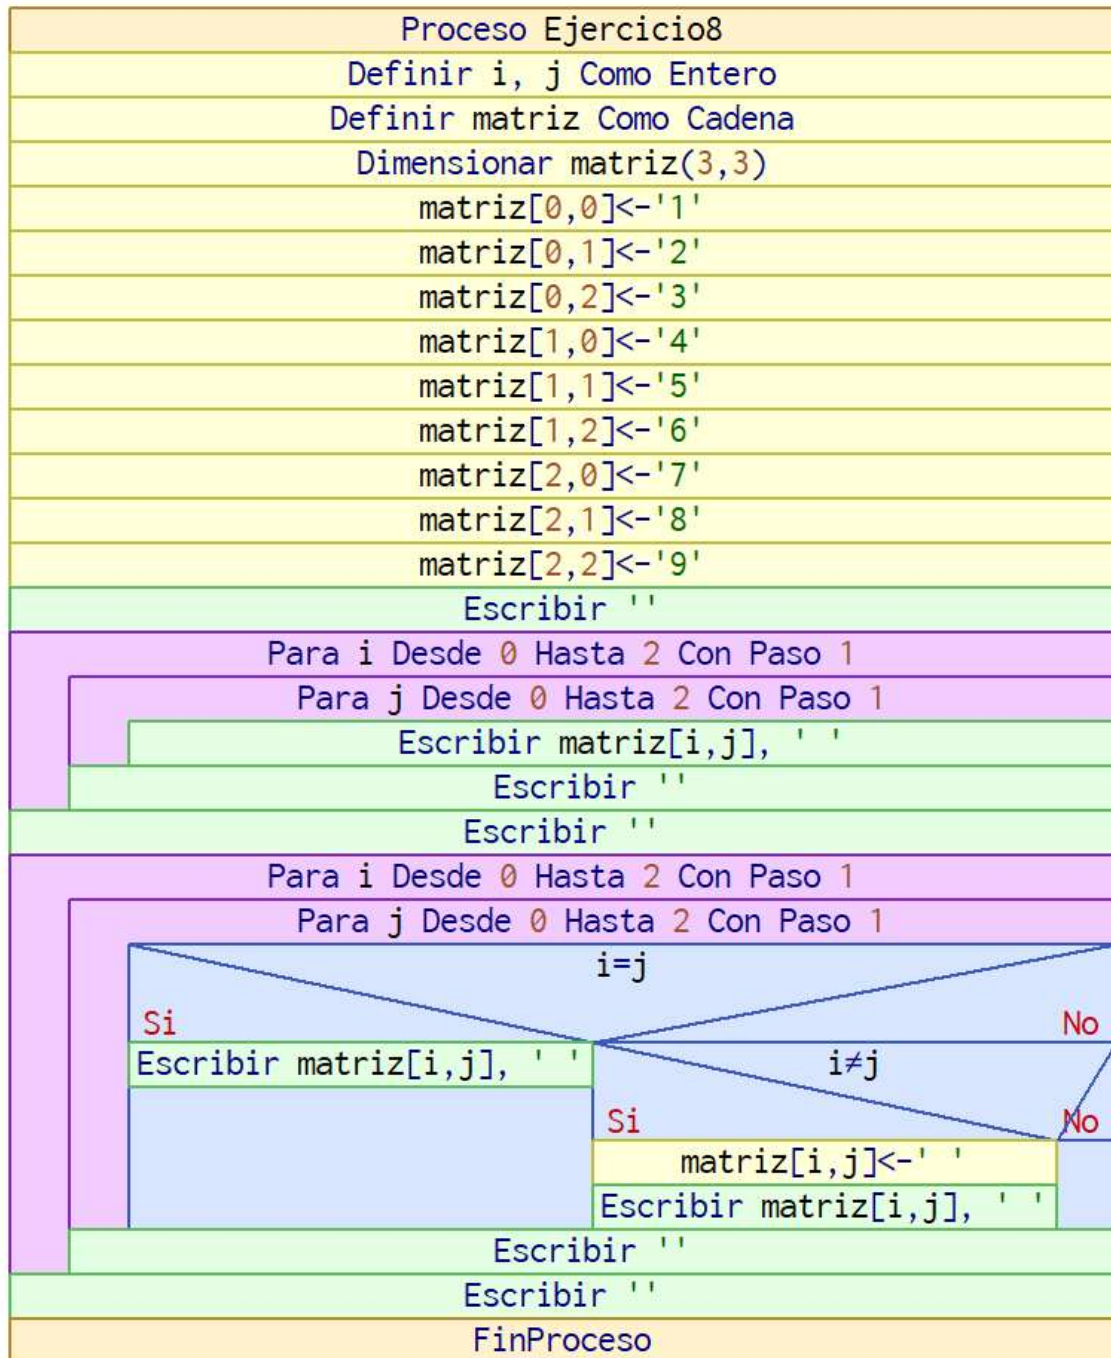 Proceso Ejercicio8
Definir i, j Como Entero
Definir matriz Como Cadena
Dimensionar matriz(3,3)
matriz[0,0]<-'1'
matriz[0,1]<-'2'
matriz[0,2]<-'3'
matriz[1,0]<-'4'
matriz[1,1]<-'5'
matriz[1,2]<-'6'
matriz[2,0]<-'7'
matriz[2,1]<-'8'
matriz[2,2]<-'9'
Escribir ''
Para i Desde 0 Hasta 2 Con Paso 1
Para j Desde 0 Hasta 2 Con Paso 1
Escribir matriz[i,j], ' '
Escribir ''
Escribir ''
Para i Desde 0 Hasta 2 Con Paso 1
Para j Desde 0 Hasta 2 Con Paso 1
i=j
Si No
Escribir matriz[i,j], ' ' i≠j
Si No
matriz[i,j]<-' '
Escribir matriz[i,j], ' '
Escribir ''
Escribir ''
FinProceso